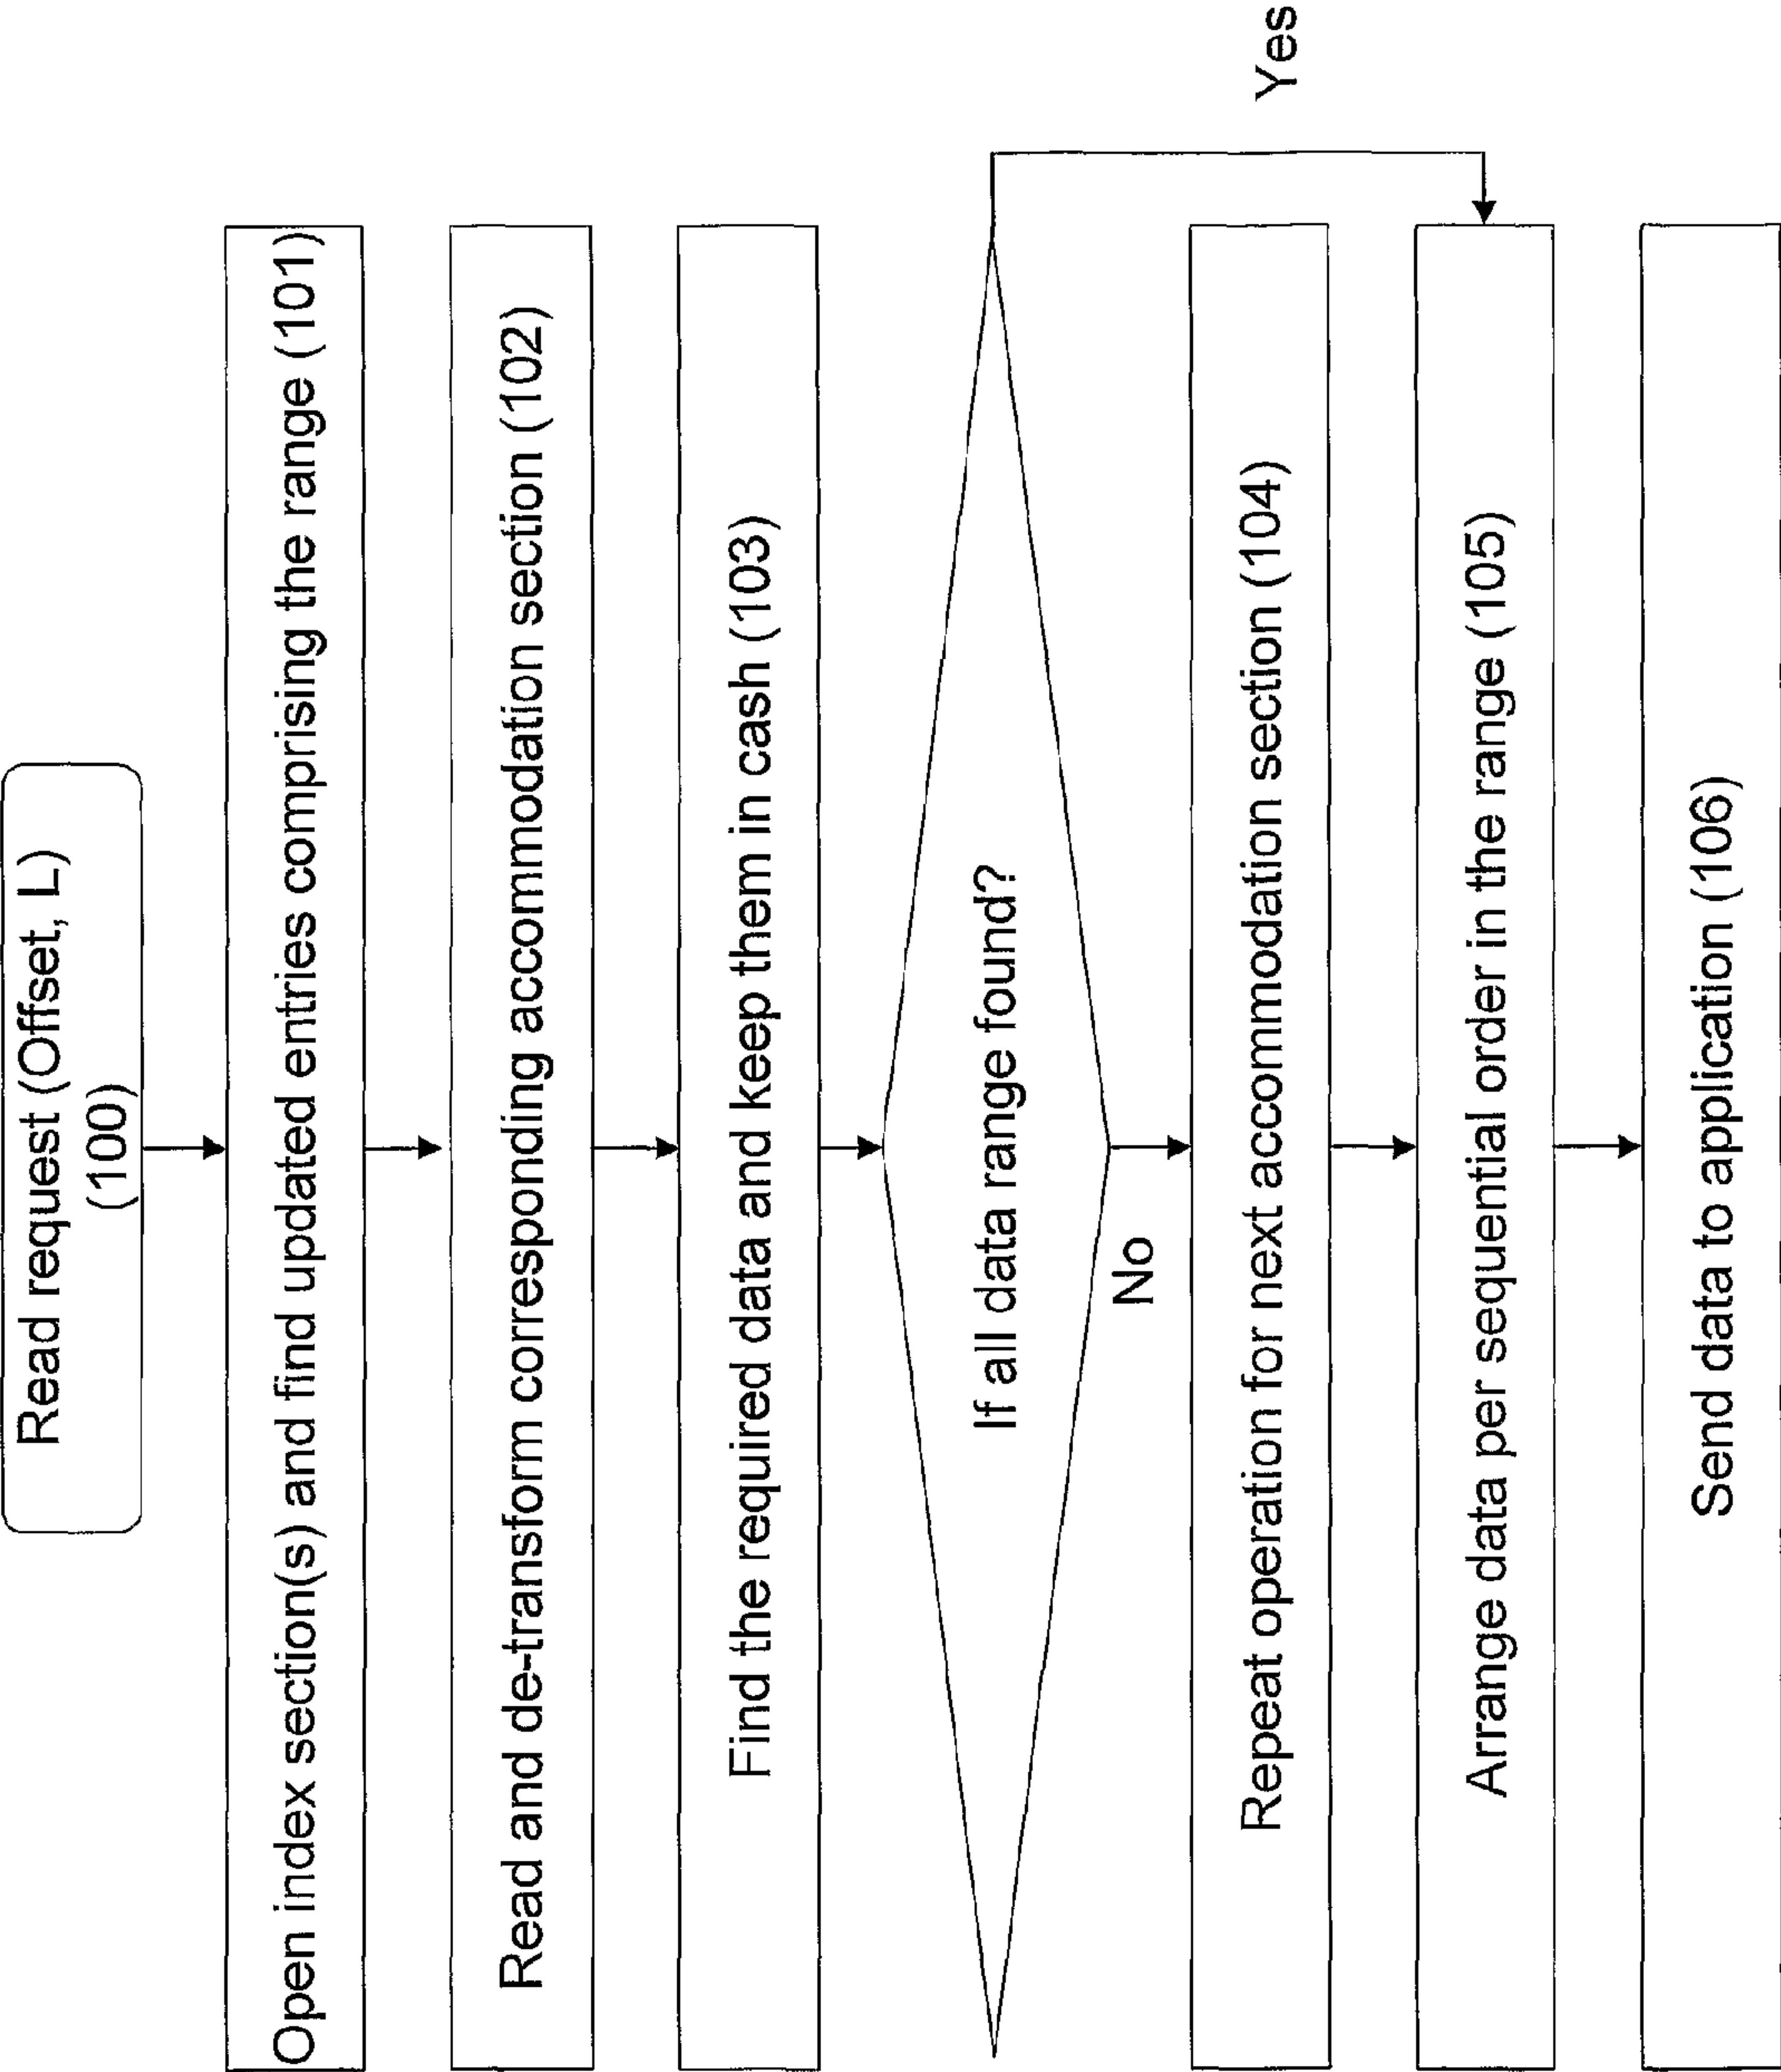 Read request (Offset, L)
(100)
Open index section(s) and find updated entries comprising the range (101)
Read and de-transform corresponding accommodation section (102)
Find the required data and keep them in cash (103)
If all data range found?
Yes
No
Repeat operation for next accommodation section (104)
Arrange data per sequential order in the range (105)
Send data to application (106)